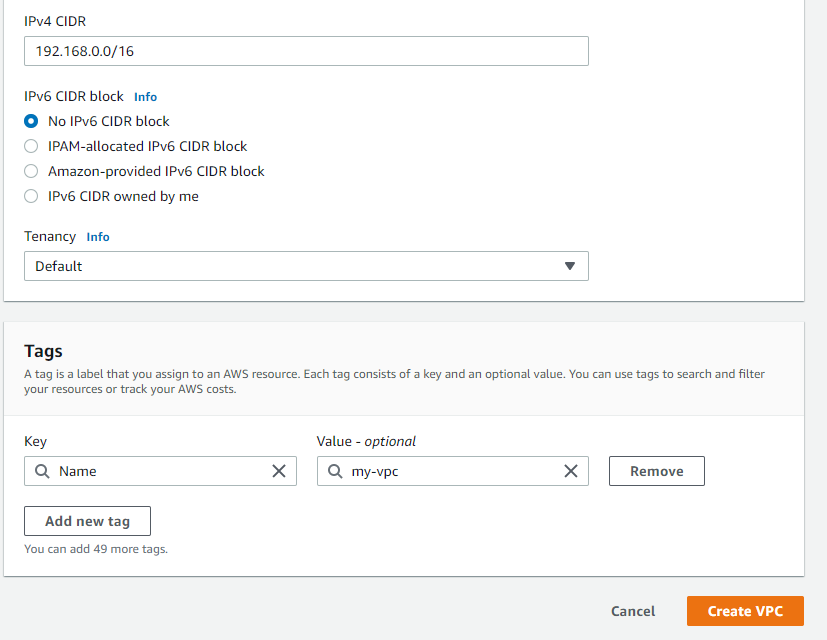 IPv4 CIDR
192.168.0.0/16
IPv6 CIDR block Info
No IPv6 CIDR block
IPAM-allocated IPv6 CIDR block
Amazon-provided IPv6 CIDR block
IPv6 CIDR owned by me
Tenancy Info
Default
Tags
A tag is a label that you assign to an AWS resource. Each tag consists of a key and an optional value. You can use tags to search and filter
your resources or track your AWS costs.
Key Value - optional
Name my-vpc Remove
Add new tag
You can add 49 more tags.
Cancel Create VPC